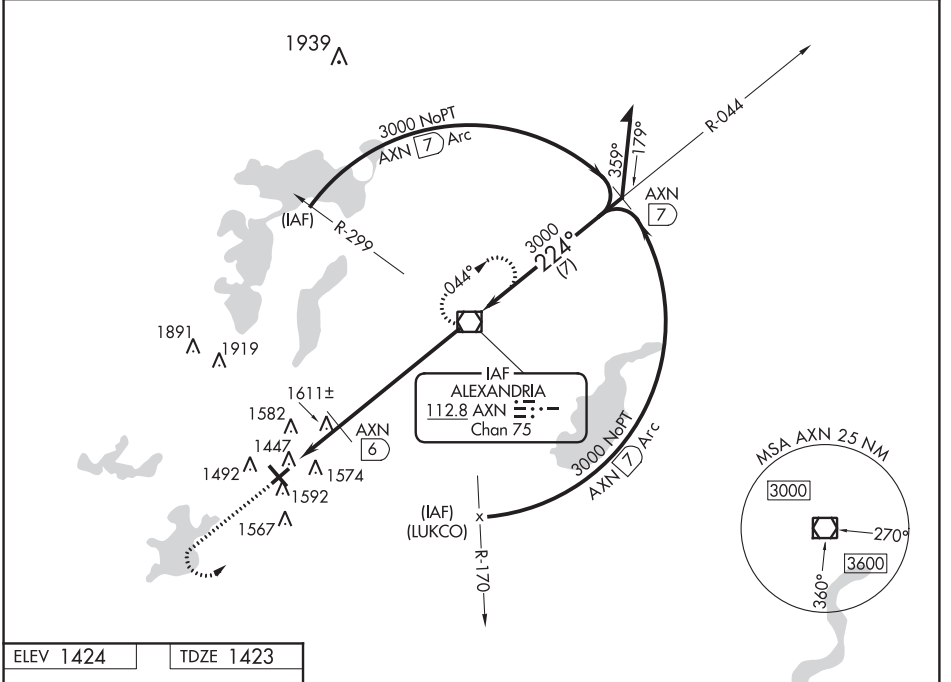 1939
3000 NoPT
AXN 7 Arc
R-044
359°
179°
AXN
7
(IAF)
R-299
3000
224°
(7)
044°
1891
1919
IAF
ALEXANDRIA
112.8 AXN
Chan 75
1611±
1582
AXN
6
1447
1492
1574
1592
1567
3000 NoPT
AXN 7 Arc
(IAF)
(LUKCO)
R-170
MSA AXN 25 NM
3000
270°
3600
360°
ELEV 1424
TDZE 1423